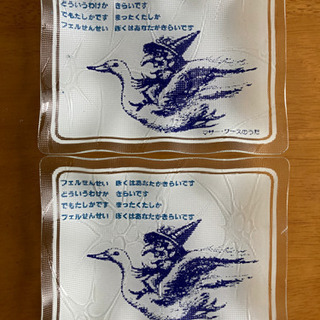 どういうわけか　きらいです
でもたしかです　まったくたしか
フェルせんせい　ぼくはあなたがきらいです
マザー・グースのうた
フェルせんせい　ぼくはあなたがきらいです
どういうわけか　きらいです
でもたしかです　まったくたしか
フェルせんせい　ぼくはあなたがきらいです